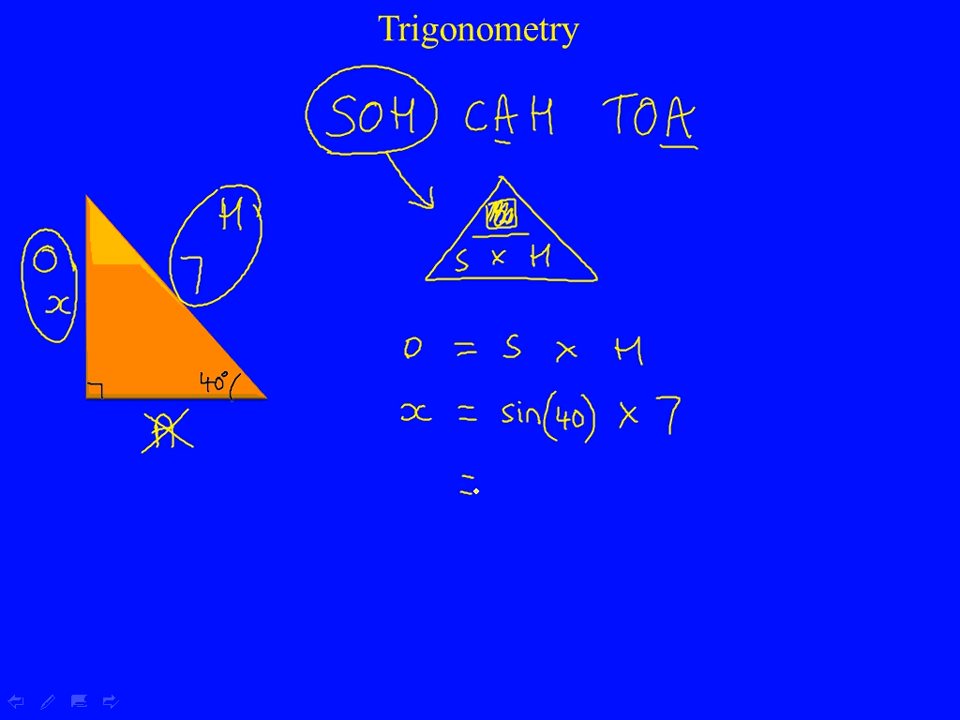 Trigonometry
SOH CAH TOA
H
7
O
x
S x H
40°
A
O = S x H
x = sin(40) x 7
=